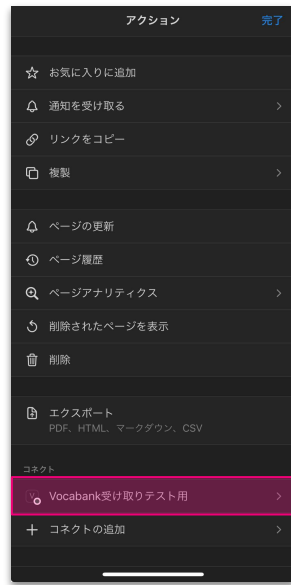 アクション
完了
お気に入りに追加
通知を受け取る
リンクをコピー
複製
ページの更新
ページ履歴
ページアナリティクス
削除されたページを表示
削除
エクスポート
PDF、HTML、マークダウン、CSV
コネクト
Vocabank受け取りテスト用
コネクトの追加